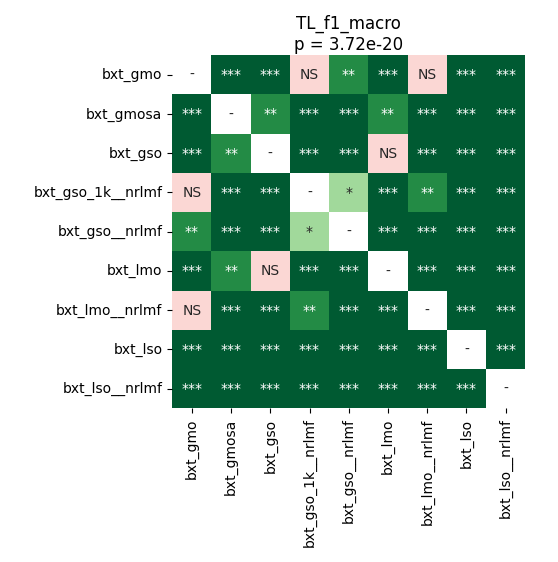 TL_f1_macro
p = 3.72e-20
bxt_gmo - *** *** NS ** *** NS *** ***
bxt_gmosa *** - ** *** *** ** *** *** ***
bxt_gso *** ** - *** *** NS *** *** ***
bxt_gso_1k__nrlmf NS *** *** - * *** ** *** ***
bxt_gso__nrlmf ** *** *** * - *** *** *** ***
bxt_lmo *** ** NS *** *** - *** *** ***
bxt_lmo__nrlmf NS *** *** ** *** *** - *** ***
bxt_lso *** *** *** *** *** *** *** - ***
bxt_lso__nrlmf *** *** *** *** *** *** *** *** -
bxt_gmo
bxt_gmosa
bxt_gso
bxt_gso_1k__nrlmf
bxt_gso__nrlmf
bxt_lmo
bxt_lmo__nrlmf
bxt_lso
bxt_lso__nrlmf